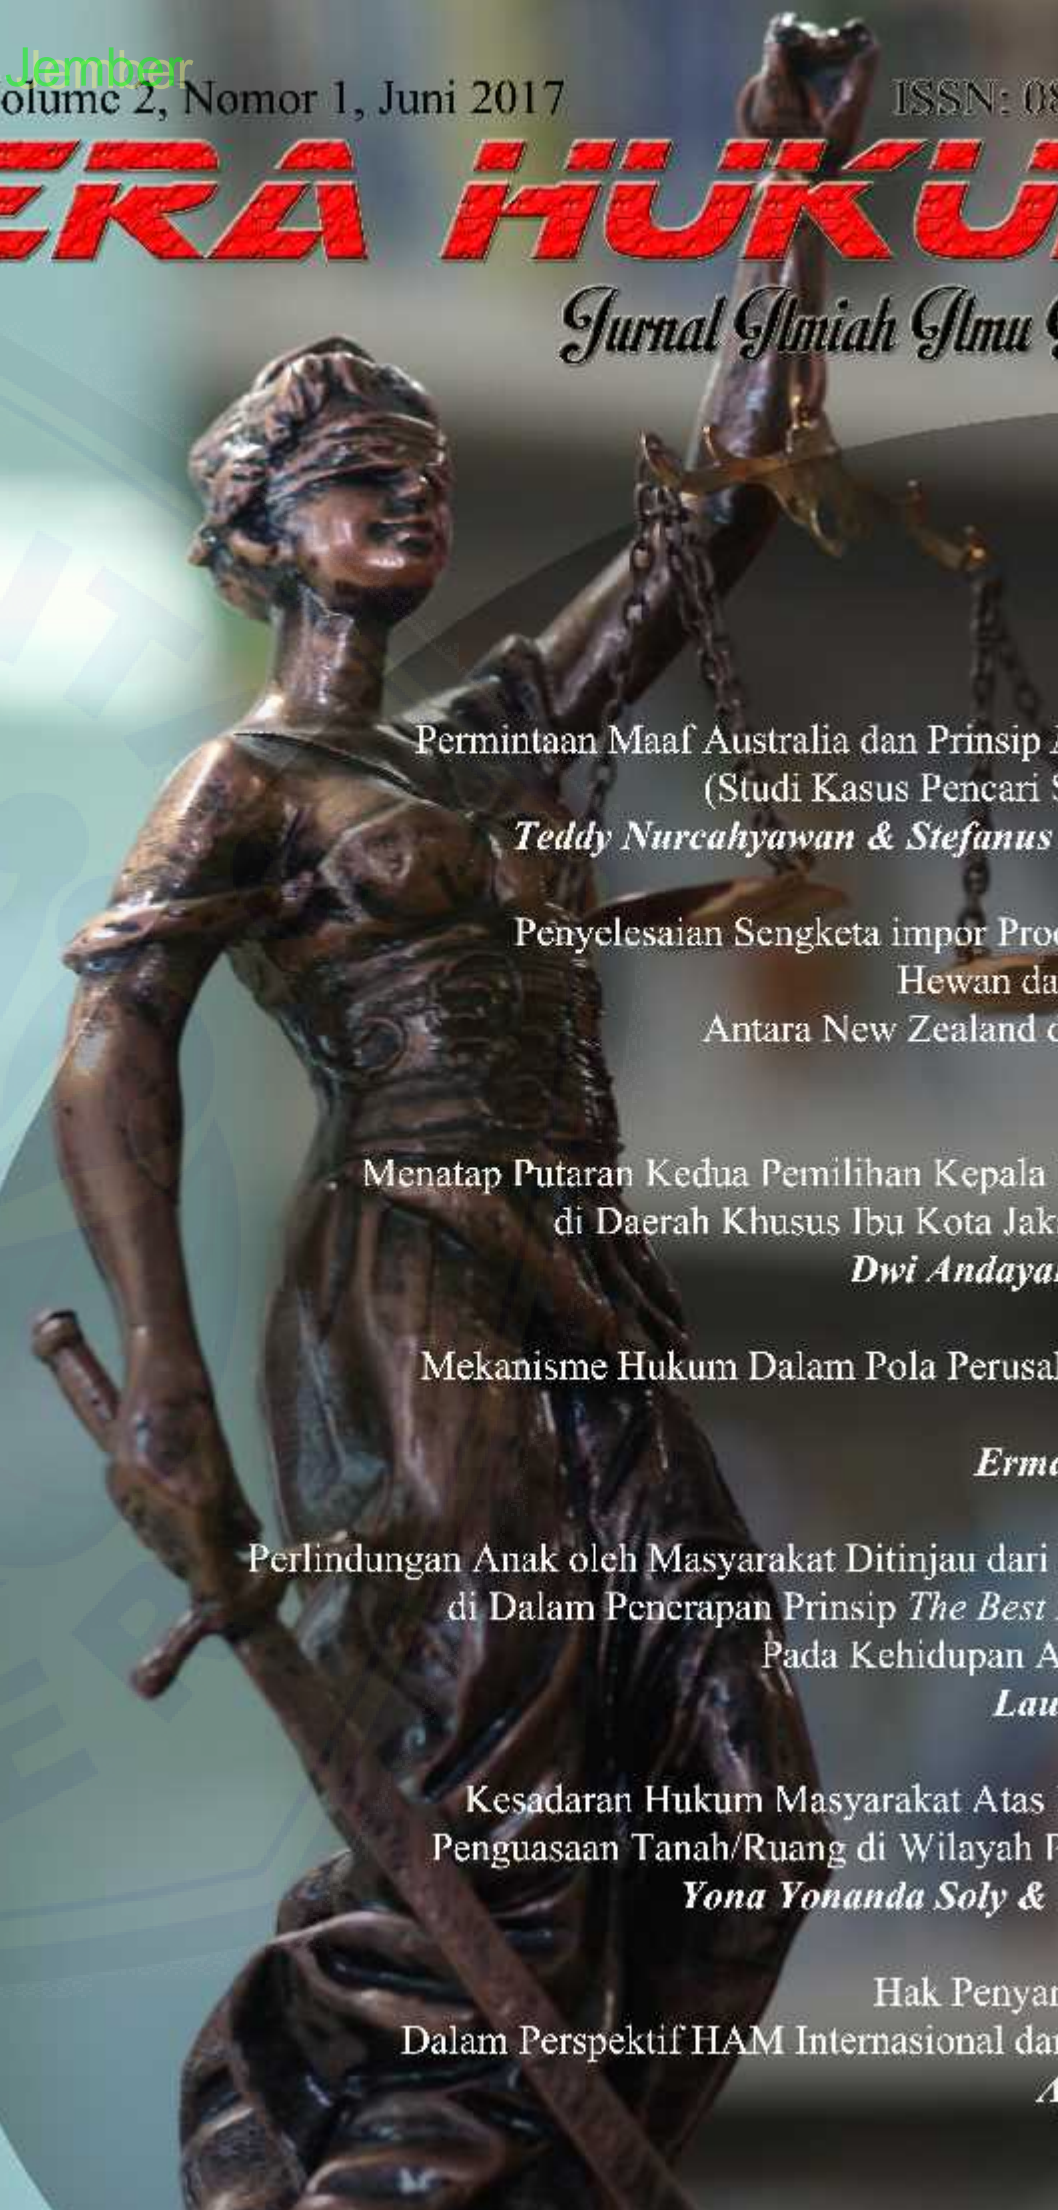 Jember
olume 2, Nomor 1, Juni 2017 ISSN: 08
ERA HUKU
Jurnal Ilmiah Ilmu
Permintaan Maaf Australia dan Prinsip
(Studi Kasus Pencari S
Teddy Nurcahyawan & Stefanus
Penyelesaian Sengketa impor Prod
Hewan da
Antara New Zealand d
Menatap Putaran Kedua Pemilihan Kepala
di Daerah Khusus Ibu Kota Jak
Dwi Andaya
Mekanisme Hukum Dalam Pola Perusa
Erma
Perlindungan Anak oleh Masyarakat Ditinjau dari
di Dalam Penerapan Prinsip The Best
Pada Kehidupan A
Lau
Kesadaran Hukum Masyarakat Atas
Penguasaan Tanah/Ruang di Wilayah P
Yona Yonanda Soly &
Hak Penya
Dalam Perspektif HAM Internasional da
A